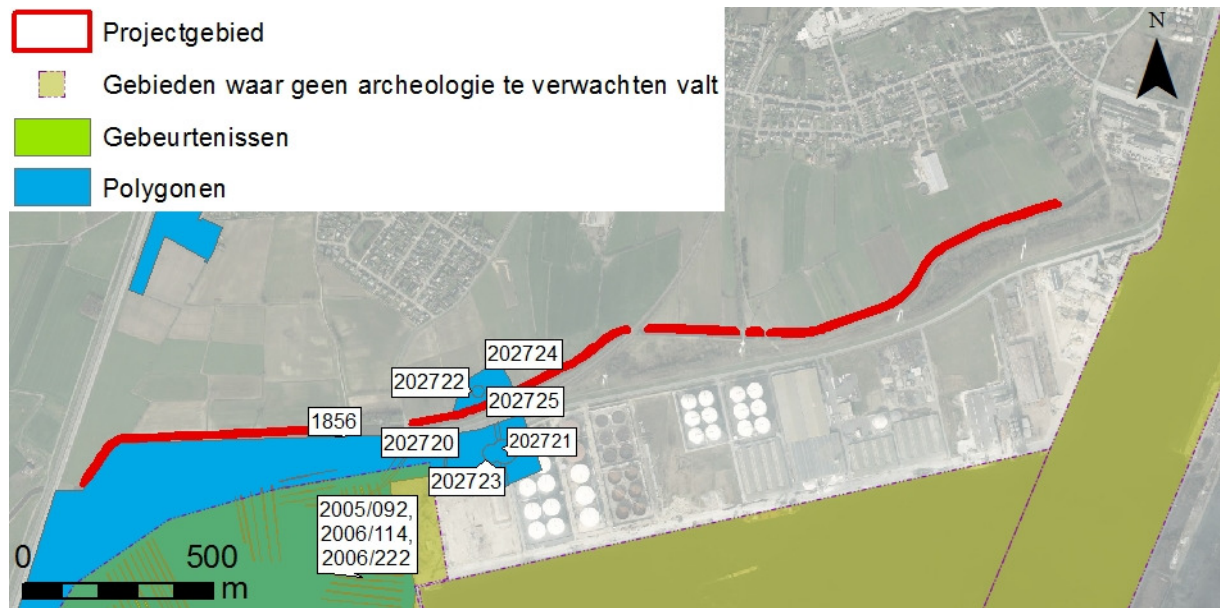 Projectgebied
Gebieden waar geen archeologie te verwachten valt
Gebeurtenissen
Polygonen
N
202724
202722
202725
1856
202720
202721
202723
2005/092,
2006/114,
2006/222
0 500
m